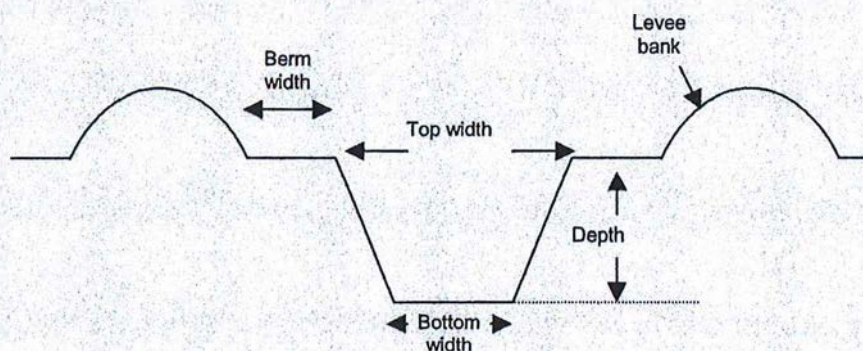 Levee
bank
Berm
width
Top width
Depth
Bottom
width